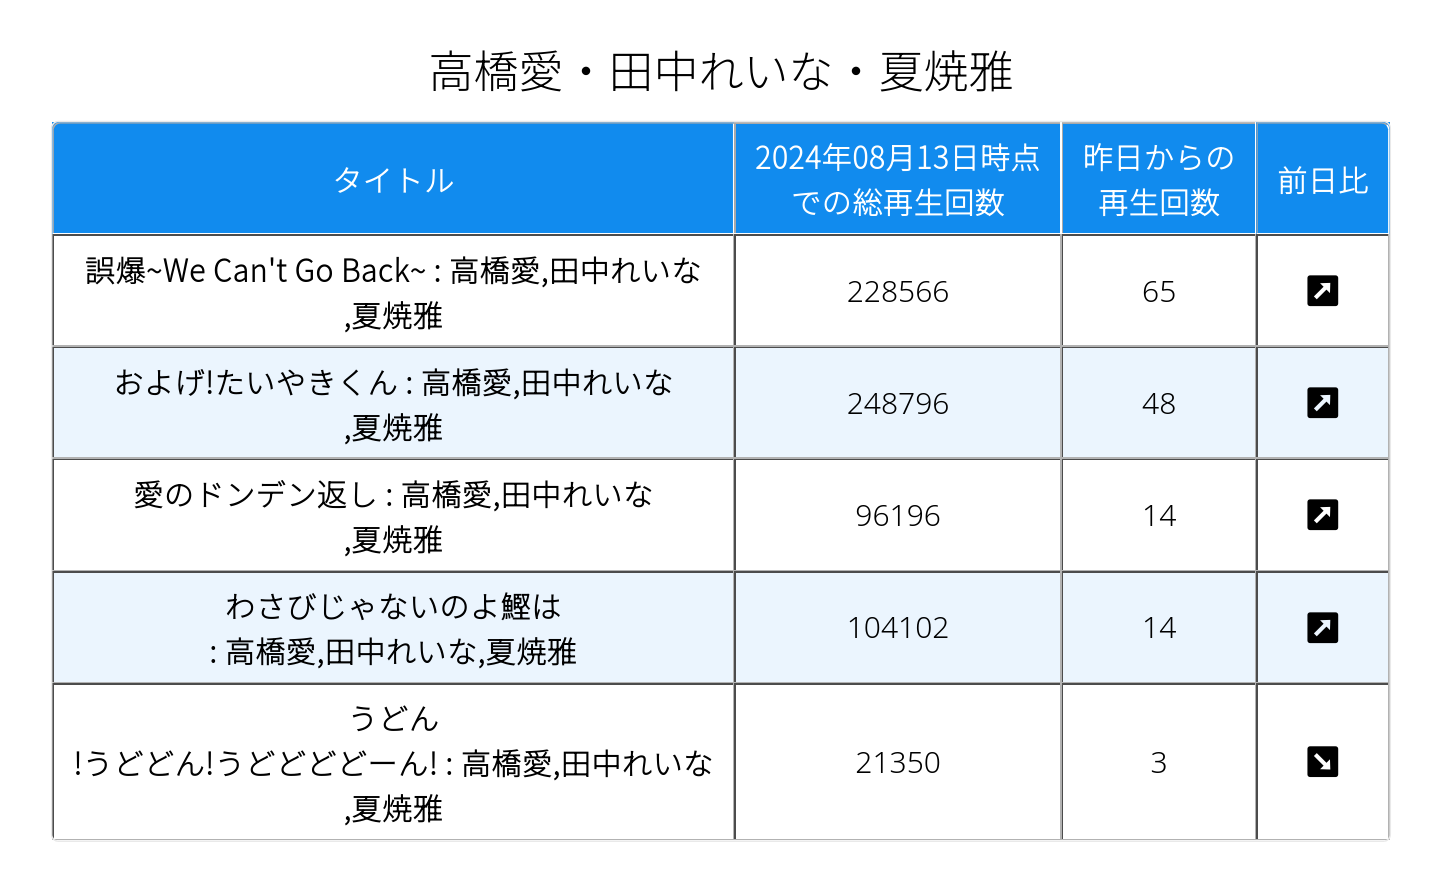 高橋愛・田中れいな・夏焼雅
タイトル
2024年08月13日時点
での総再生回数
昨日からの
再生回数
前日比
誤爆~We Can't Go Back~ : 高橋愛,田中れいな
,夏焼雅
228566
65
およげ!たいやきくん : 高橋愛,田中れいな
,夏焼雅
248796
48
愛のドンデン返し : 高橋愛,田中れいな
,夏焼雅
96196
14
わさびじゃないのよ鰹は
: 高橋愛,田中れいな,夏焼雅
104102
14
うどん
!うどどん!うどどどどーん! : 高橋愛,田中れいな
,夏焼雅
21350
3